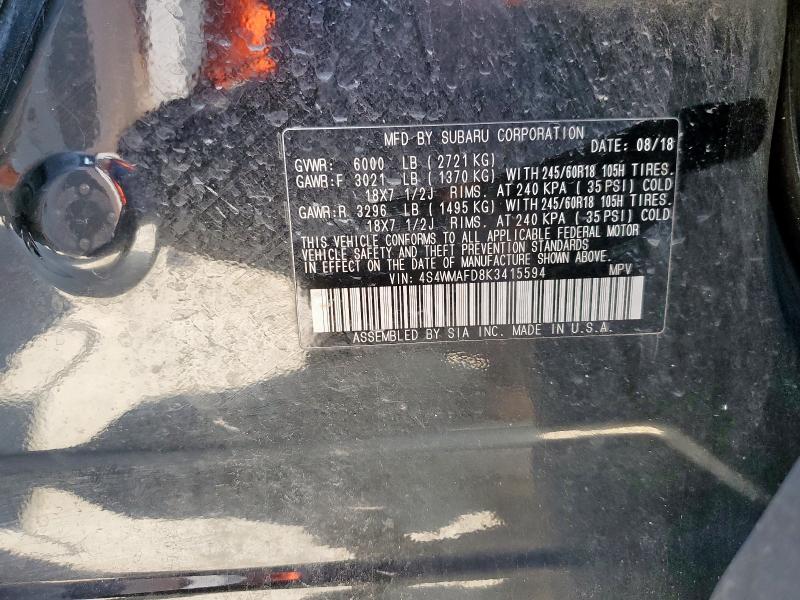 MFD BY SUBARU CORPORATION DATE: 08/18
GVWR: 6000 LB (2721 KG)
GAWR:F 3021 LB (1370 KG) WITH 245/60R18 105H TIRES.
18X7 1/2J RIMS. AT 240 KPA (35 PSI) COLD
GAWR:R 3296 LB (1495 KG) WITH 245/60R18 105H TIRES.
18X7 1/2J RIMS. AT 240 KPA (35 PSI) COLD
THIS VEHICLE CONFORMS TO ALL APPLICABLE FEDERAL MOTOR
VEHICLE SAFETY AND THEFT PREVENTION STANDARDS
IN EFFECT ON THE DATE OF MANUFACTURE SHOWN ABOVE.
VIN: 4S4WMAFD8K3415594 MPV
ASSEMBLED BY SIA INC. MADE IN U.S.A.